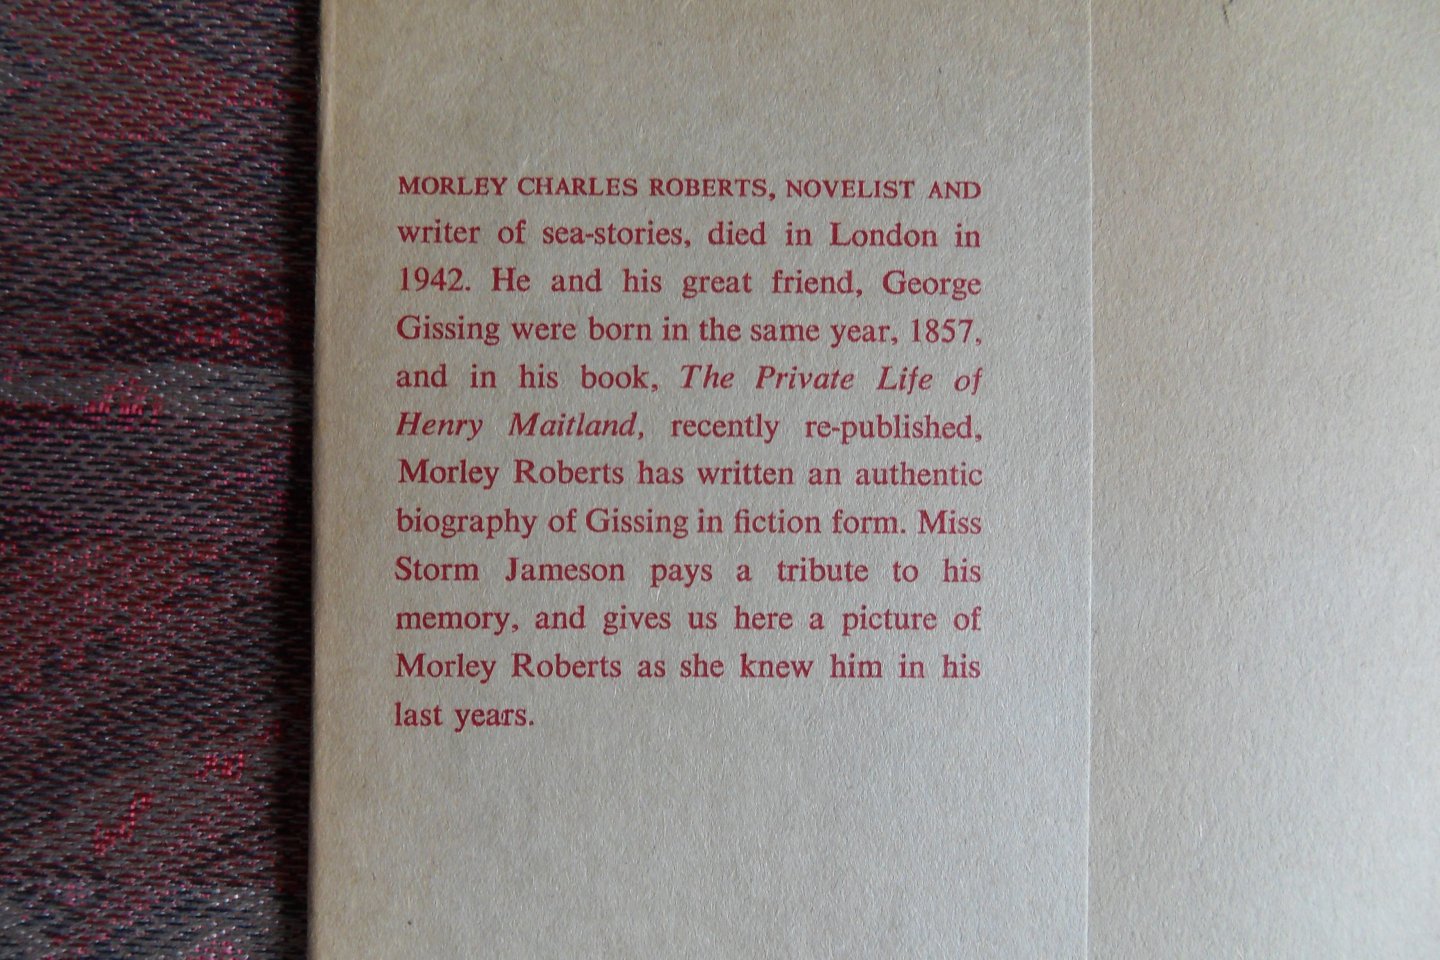 MORLEY CHARLES ROBERTS, NOVELIST AND
writer of sea-stories, died in London in
1942. He and his great friend, George
Gissing were born in the same year, 1857,
and in his book, The Private Life of
Henry Maitland, recently re-published,
Morley Roberts has written an authentic
biography of Gissing in fiction form. Miss
Storm Jameson pays a tribute to his
memory, and gives us here a picture of
Morley Roberts as she knew him in his
last years.